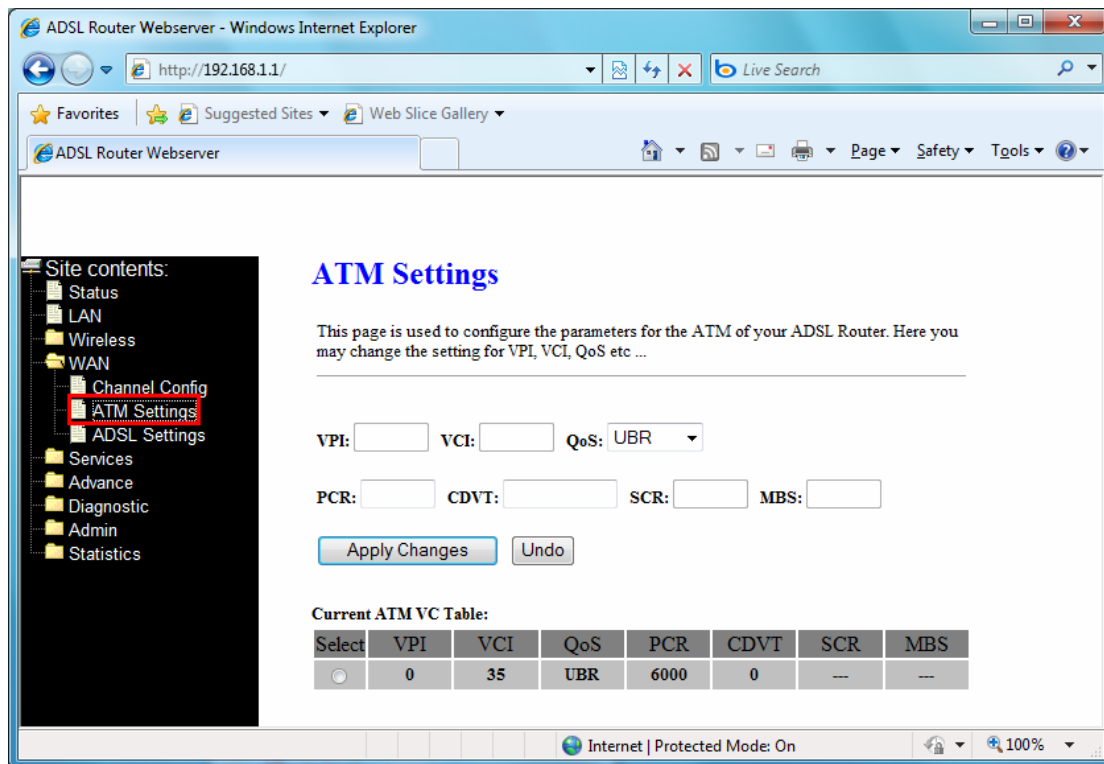 ADSL Router Webserver - Windows Internet Explorer
http://192.168.1.1/
Live Search
Favorites Suggested Sites Web Slice Gallery
ADSL Router Webserver
Page Safety Tools
Site contents:
Status
LAN
Wireless
WAN
Channel Config
ATM Settings
ADSL Settings
Services
Advance
Diagnostic
Admin
Statistics
ATM Settings
This page is used to configure the parameters for the ATM of your ADSL Router. Here you
may change the setting for VPI, VCI, QoS etc ...
VPI: VCI: QoS: UBR
PCR: CDVT: SCR: MBS:
Apply Changes Undo
Current ATM VC Table:
Select VPI VCI QoS PCR CDVT SCR MBS
0 35 UBR 6000 0 --- ---
Internet | Protected Mode: On 100%